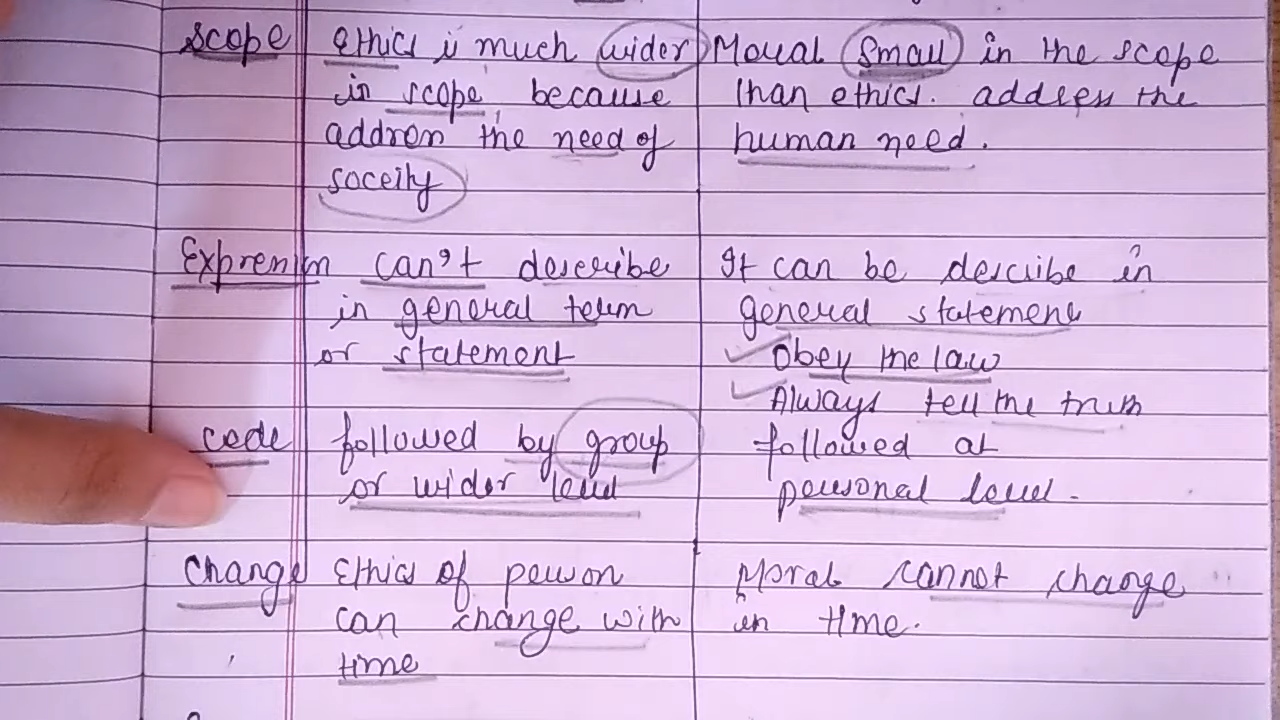 scope ethics is much wider Moral small in the scope
in scope, because than ethics. address the
address the need of human need.
soceity
Expression can't describe It can be describe in
in general term general statement
or statement Obey the law
Always tell the truth
code followed by group followed at
or wider level personal level.
change Ethics of person Moral cannot change
can change with in time.
time